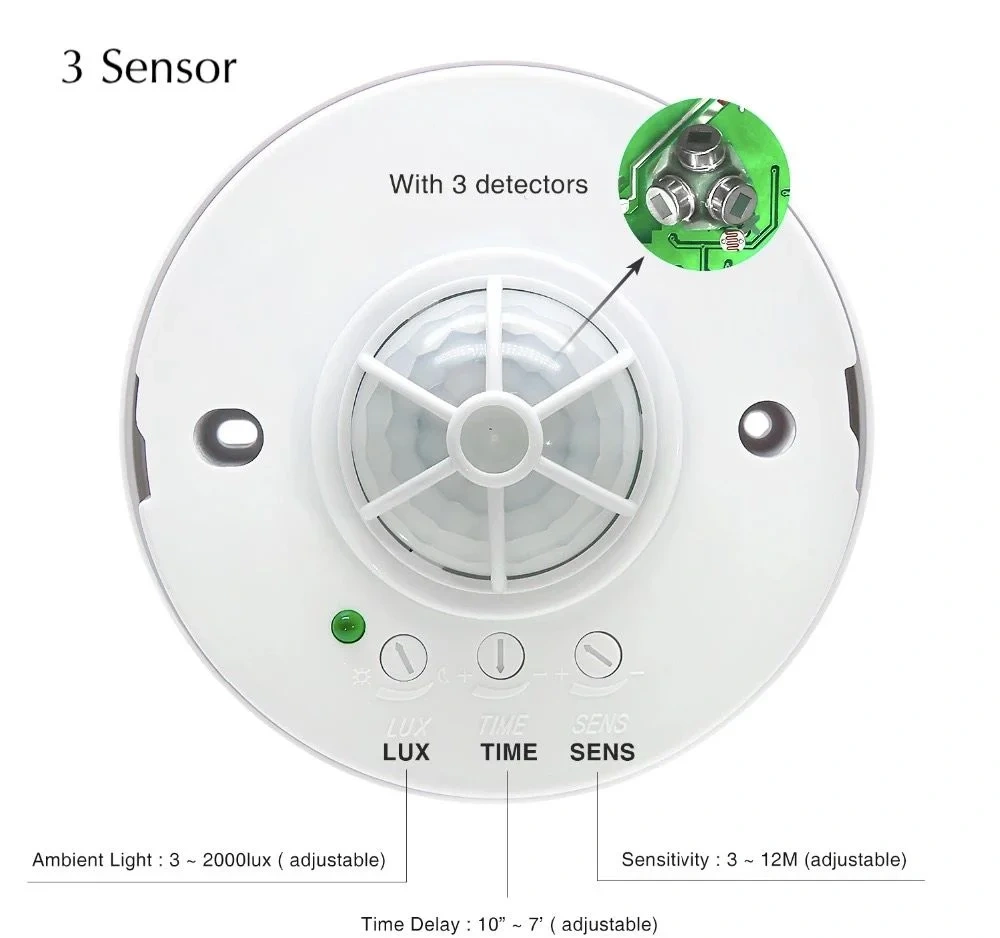 3 Sensor
With 3 detectors
+ − + −
LUX TIME SENS
LUX TIME SENS
Ambient Light : 3 ~ 2000lux ( adjustable)
Sensitivity : 3 ~ 12M (adjustable)
Time Delay : 10” ~ 7’ ( adjustable)